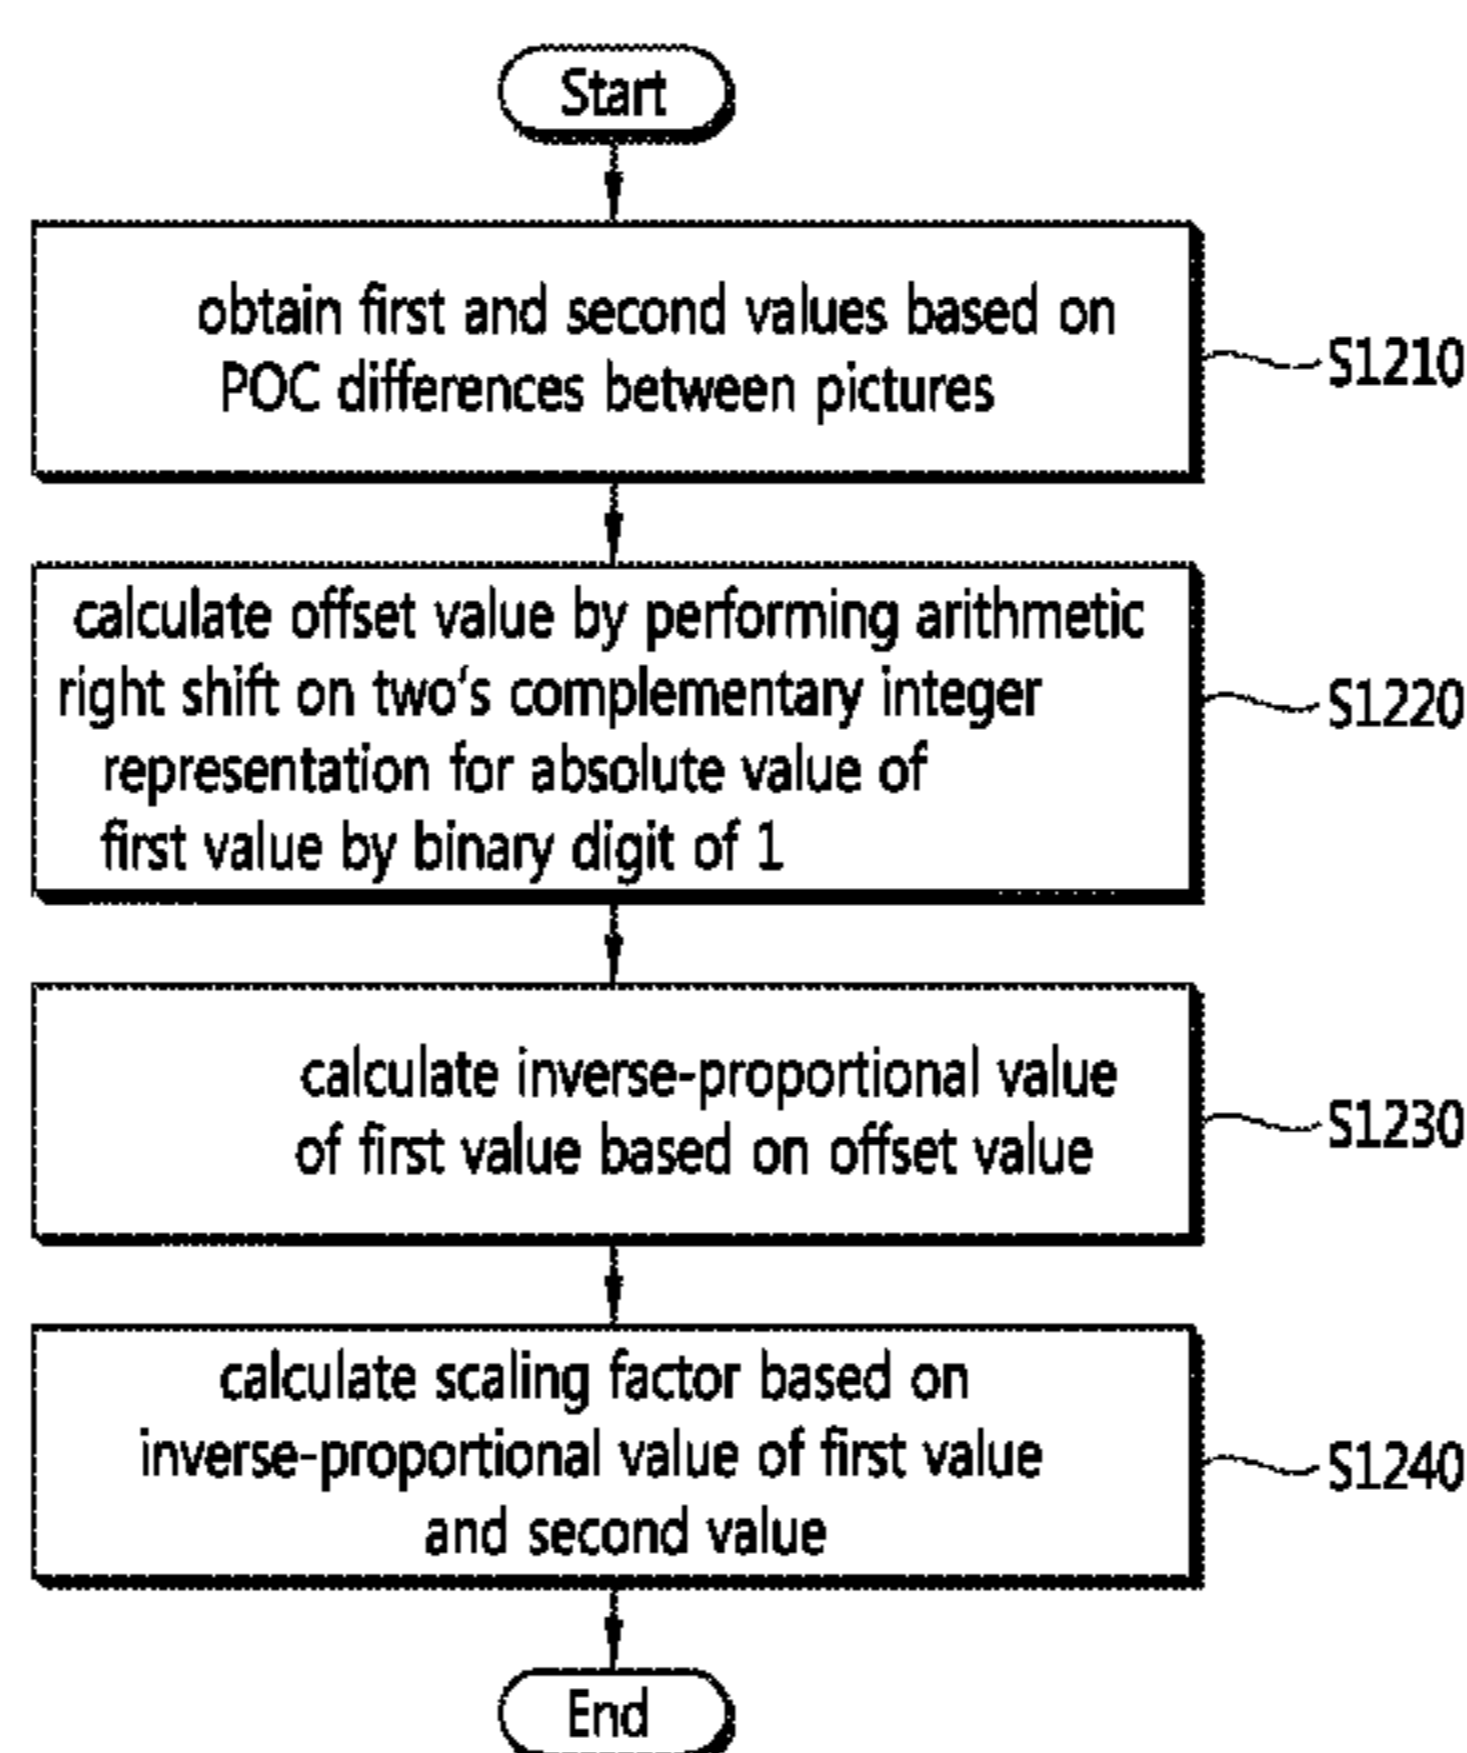 Start
obtain first and second values based on
POC differences between pictures
S1210
calculate offset value by performing arithmetic
right shift on two's complementary integer
representation for absolute value of
first value by binary digit of 1
S1220
calculate inverse-proportional value
of first value based on offset value
S1230
calculate scaling factor based on
inverse-proportional value of first value
and second value
S1240
End